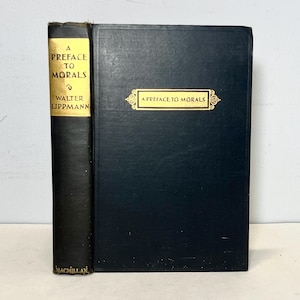 A
PREFACE
TO
MORALS
WALTER
LIPPMANN
MACMILLAN
A PREFACE TO MORALS